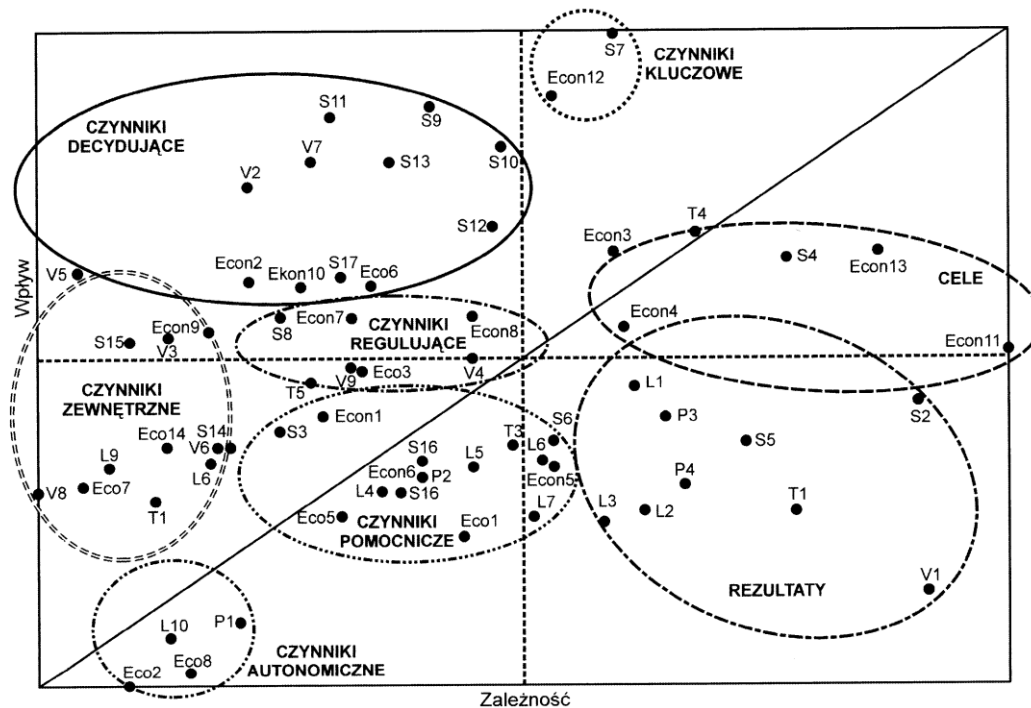 S7
CZYNNIKI
KLUCZOWE
Econ12
S11
S9
CZYNNIKI
DECYDUJĄCE
V7
S13
S10
V2
S12
T4
Econ3
S4
Econ13
CELE
V5
Econ2
Ekon10
S17
Eco6
Wpływ
Econ9
S15
V3
S8
Econ7
CZYNNIKI
REGULUJĄCE
Econ8
Econ4
Econ11
V9
Eco3
V4
T5
CZYNNIKI
ZEWNĘTRZNE
Econ1
L1
P3
S2
S3
Eco14
S14
V6
T3
S6
S5
L9
L6
S16
L5
L6
Econ6
P2
Econ5
Eco7
V8
L4
S16
P4
T1
Eco5
CZYNNIKI
POMOCNICZE
Eco1
L7
L3
L2
T1
REZULTATY
V1
L10
P1
CZYNNIKI
AUTONOMICZNE
Eco2
Eco8
Zależność